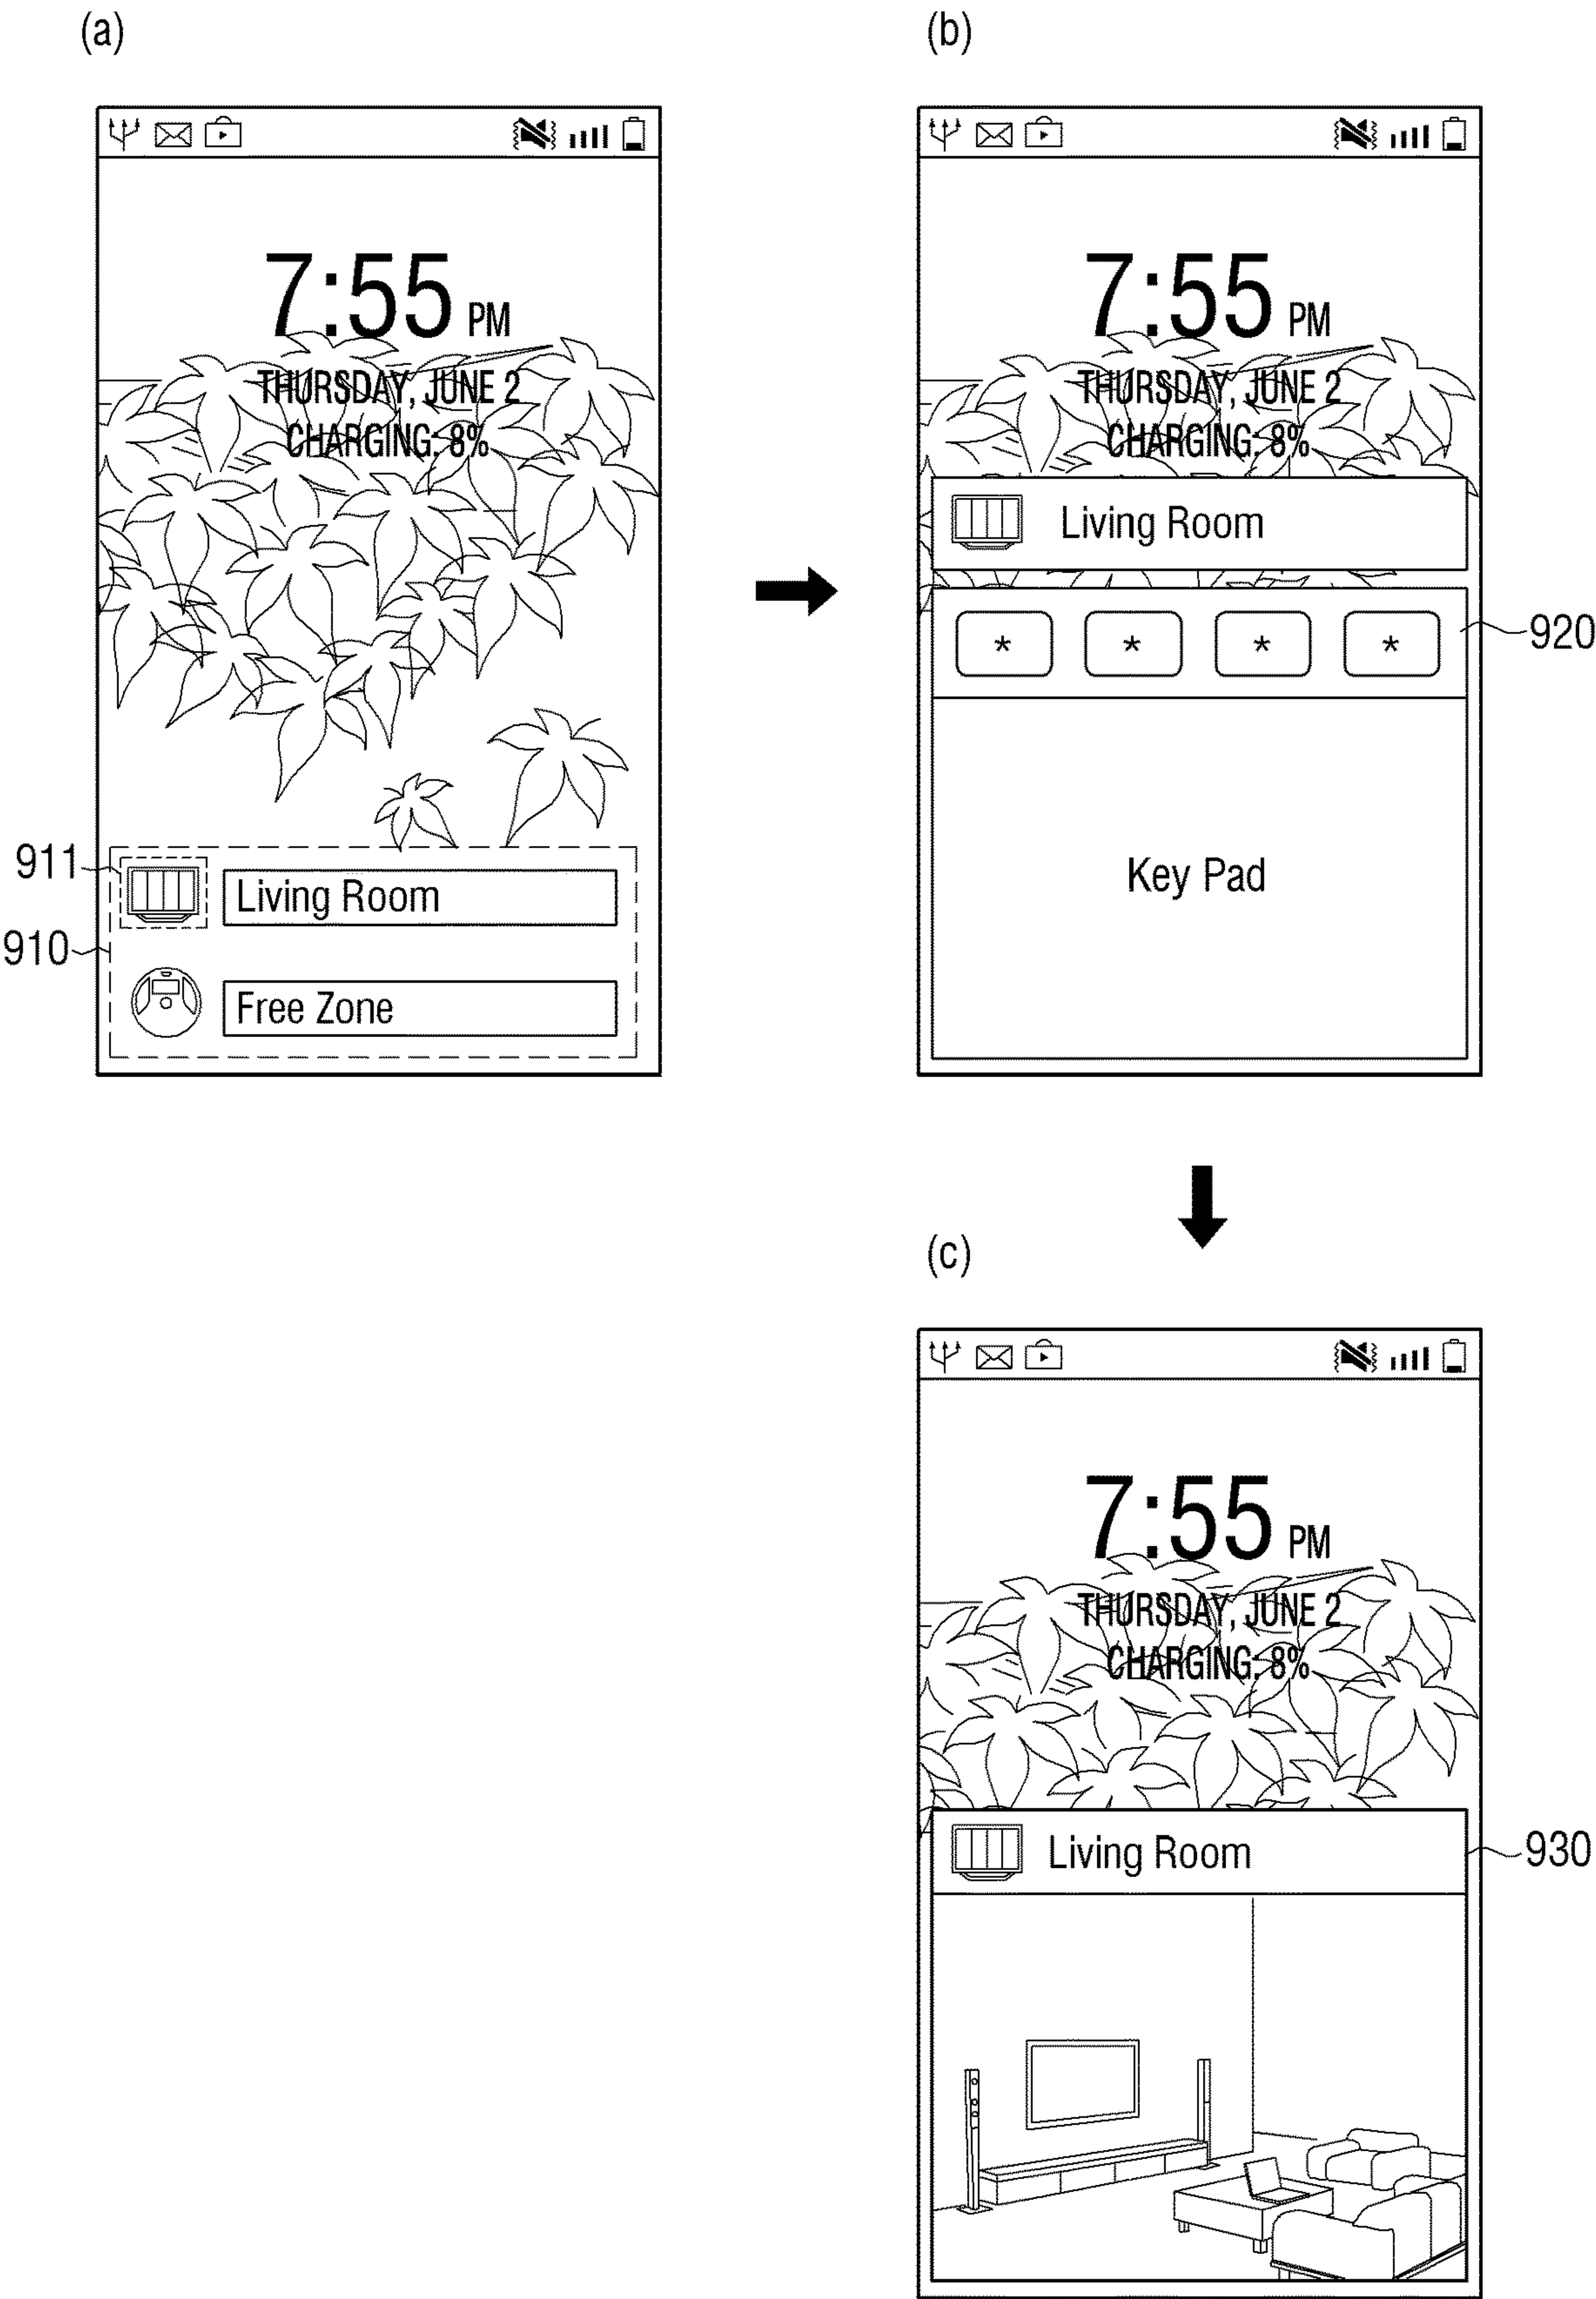 (a)
7:55 PM
THURSDAY, JUNE 2
CHARGING: 8%
911
Living Room
910
Free Zone
(b)
7:55 PM
THURSDAY, JUNE 2
CHARGING: 8%
Living Room
* * * *
920
Key Pad
(c)
7:55 PM
THURSDAY, JUNE 2
CHARGING: 8%
Living Room
930